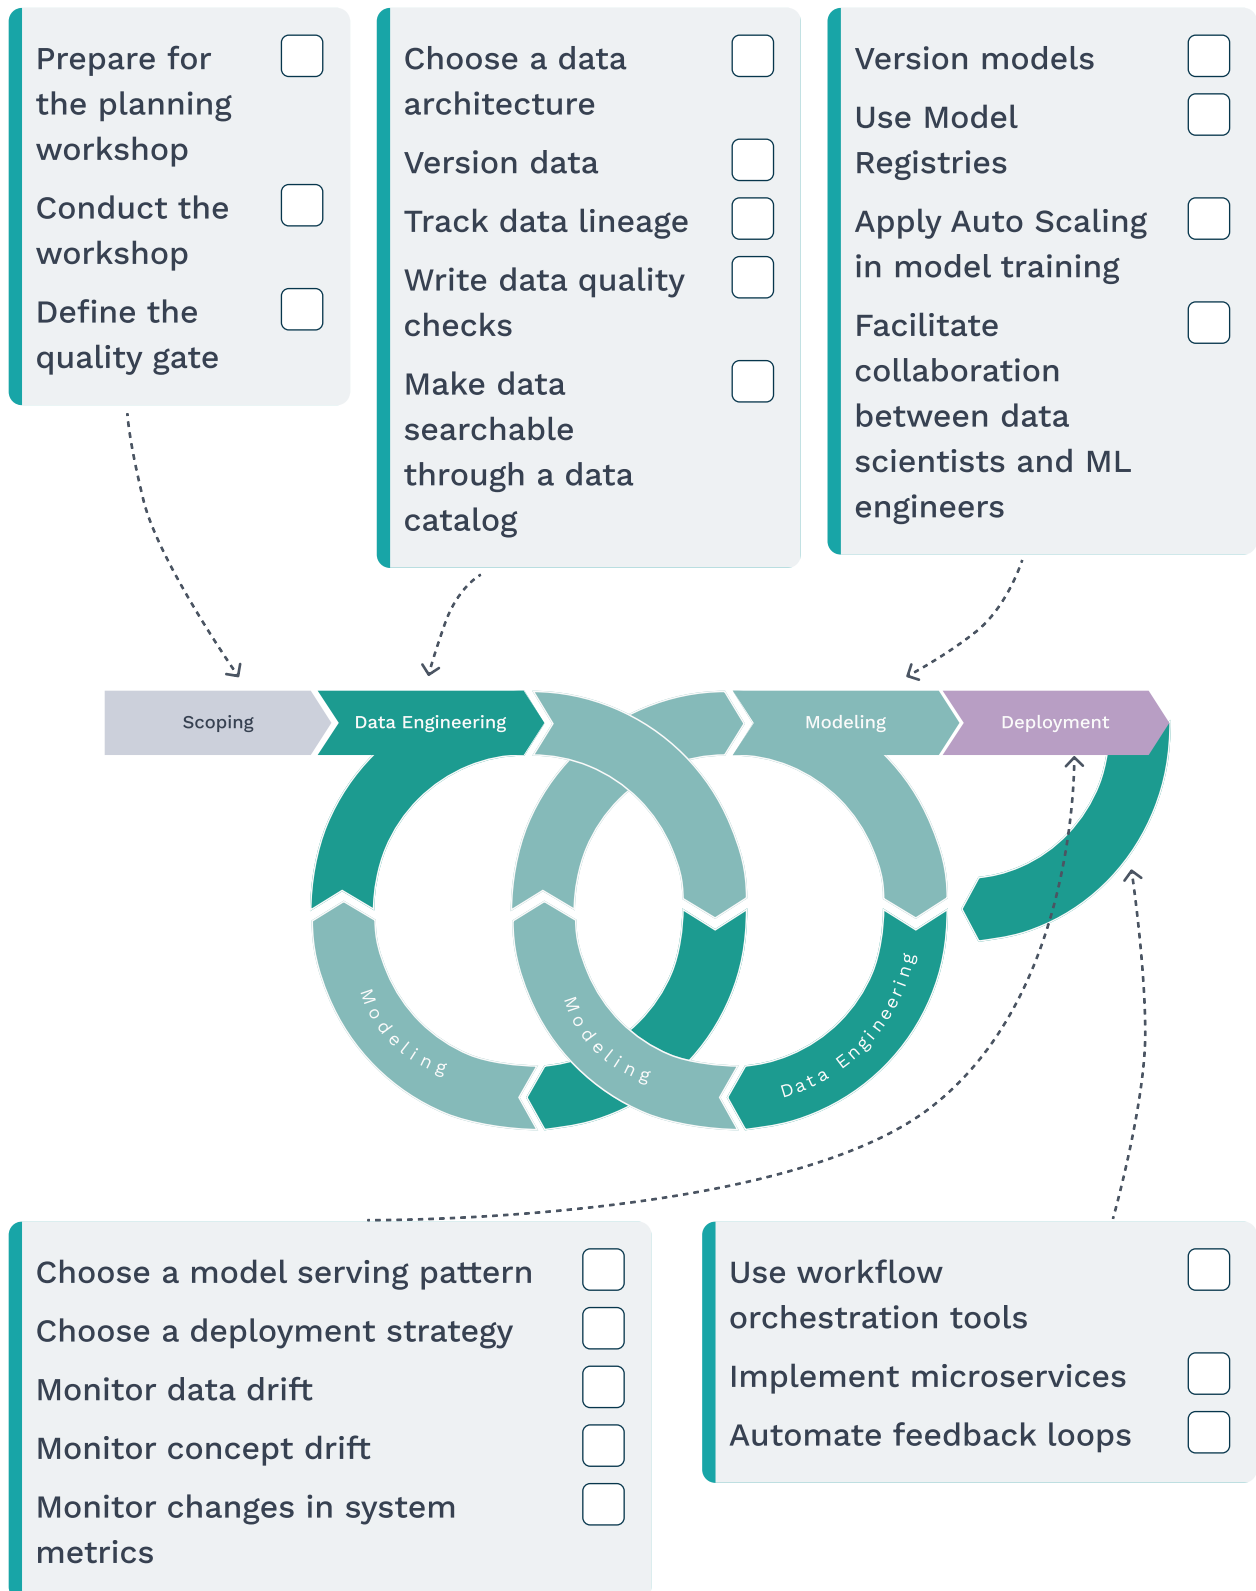 Prepare for
the planning
workshop
Conduct the
workshop
Define the
quality gate
Choose a data
architecture
Version data
Track data lineage
Write data quality
checks
Make data
searchable
through a data
catalog
Version models
Use Model
Registries
Apply Auto Scaling
in model training
Facilitate
collaboration
between data
scientists and ML
engineers
Scoping
Data Engineering
Modeling
Deployment
Modeling
Modeling
Data Engineering
Choose a model serving pattern
Choose a deployment strategy
Monitor data drift
Monitor concept drift
Monitor changes in system
metrics
Use workflow
orchestration tools
Implement microservices
Automate feedback loops